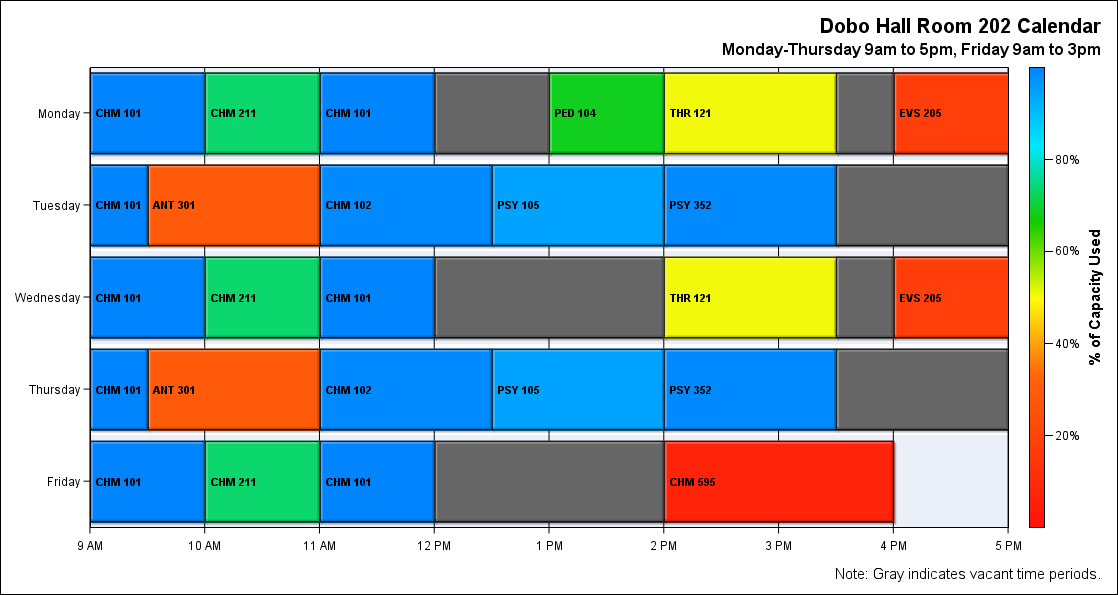 Dobo Hall Room 202 Calendar
Monday-Thursday 9am to 5pm, Friday 9am to 3pm
Monday
CHM 101
CHM 211
CHM 101
PED 104
THR 121
EVS 205
Tuesday
CHM 101
ANT 301
CHM 102
PSY 105
PSY 352
Wednesday
CHM 101
CHM 211
CHM 101
THR 121
EVS 205
Thursday
CHM 101
ANT 301
CHM 102
PSY 105
PSY 352
Friday
CHM 101
CHM 211
CHM 101
CHM 595
9 AM
10 AM
11 AM
12 PM
1 PM
2 PM
3 PM
4 PM
5 PM
80%
60%
40%
20%
% of Capacity Used
Note: Gray indicates vacant time periods.